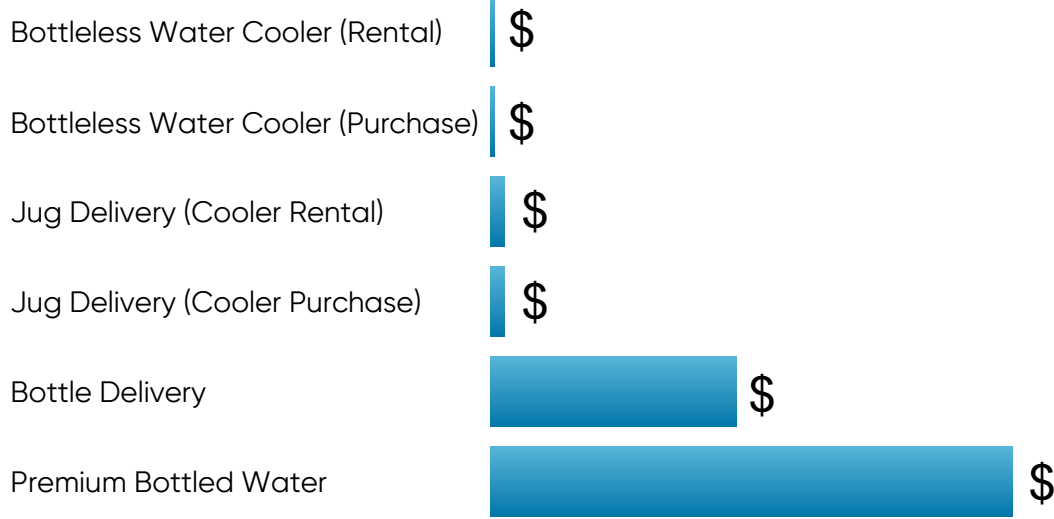 Bottleless Water Cooler (Rental) $
Bottleless Water Cooler (Purchase) $
Jug Delivery (Cooler Rental) $
Jug Delivery (Cooler Purchase) $
Bottle Delivery $
Premium Bottled Water $